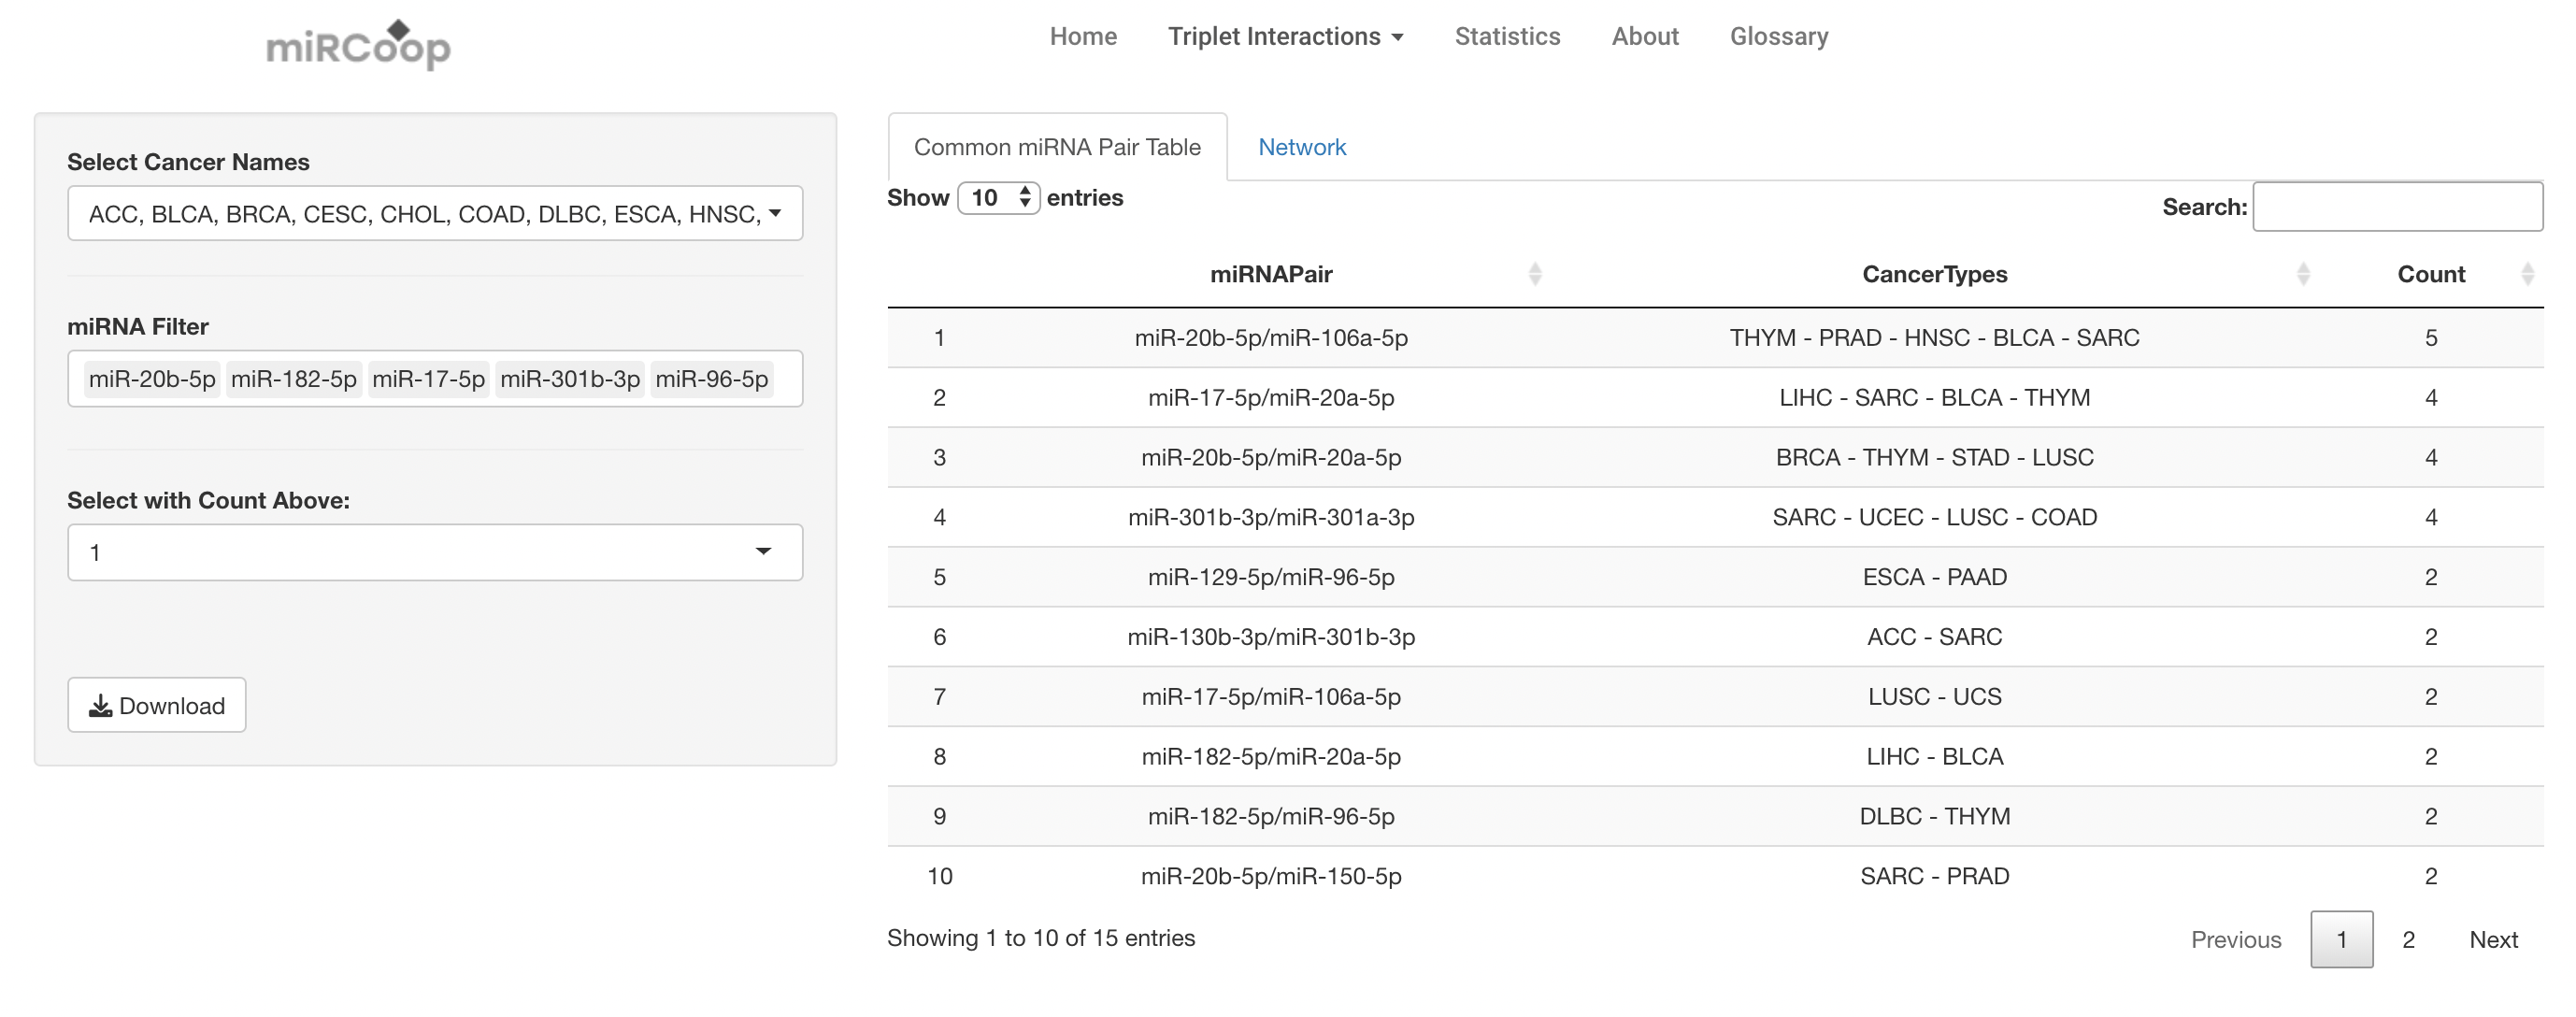 miRCoop
Home Triplet Interactions Statistics About Glossary
Select Cancer Names
ACC, BLCA, BRCA, CESC, CHOL, COAD, DLBC, ESCA, HNSC,
miRNA Filter
miR-20b-5p miR-182-5p miR-17-5p miR-301b-3p miR-96-5p
Select with Count Above:
1
Download
Common miRNA Pair Table Network
Show 10 entries
Search:
miRNAPair CancerTypes Count
1 miR-20b-5p/miR-106a-5p THYM - PRAD - HNSC - BLCA - SARC 5
2 miR-17-5p/miR-20a-5p LIHC - SARC - BLCA - THYM 4
3 miR-20b-5p/miR-20a-5p BRCA - THYM - STAD - LUSC 4
4 miR-301b-3p/miR-301a-3p SARC - UCEC - LUSC - COAD 4
5 miR-129-5p/miR-96-5p ESCA - PAAD 2
6 miR-130b-3p/miR-301b-3p ACC - SARC 2
7 miR-17-5p/miR-106a-5p LUSC - UCS 2
8 miR-182-5p/miR-20a-5p LIHC - BLCA 2
9 miR-182-5p/miR-96-5p DLBC - THYM 2
10 miR-20b-5p/miR-150-5p SARC - PRAD 2
Showing 1 to 10 of 15 entries
Previous 1 2 Next